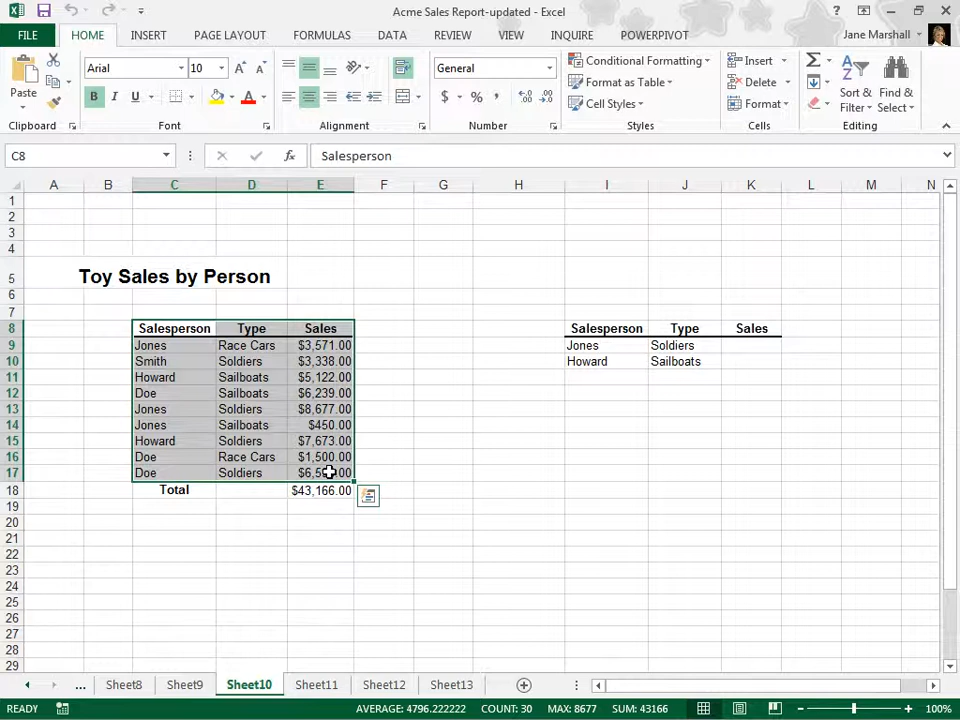 Acme Sales Report-updated - Excel
?
FILE HOME INSERT PAGE LAYOUT FORMULAS DATA REVIEW VIEW INQUIRE POWERPIVOT Jane Marshall
Paste Arial 10 A A General Conditional Formatting Insert Σ Sort & Filter Find & Select
Format as Table Delete
B I U A $ % Cell Styles Format
Clipboard Font Alignment Number Styles Cells Editing
C8 fx Salesperson
A B C D E F G H I J K L M N
1
2
3
4
5 Toy Sales by Person
6
7
8 Salesperson Type Sales Salesperson Type Sales
9 Jones Race Cars $3,571.00 Jones Soldiers
10 Smith Soldiers $3,338.00 Howard Sailboats
11 Howard Sailboats $5,122.00
12 Doe Sailboats $6,239.00
13 Jones Soldiers $8,677.00
14 Jones Sailboats $450.00
15 Howard Soldiers $7,673.00
16 Doe Race Cars $1,500.00
17 Doe Soldiers
18 Total $43,166.00
19
20
21
22
23
24
25
26
27
28
29
... Sheet8 Sheet9 Sheet10 Sheet11 Sheet12 Sheet13
READY AVERAGE: 4796.222222 COUNT: 30 MAX: 8677 SUM: 43166 100%